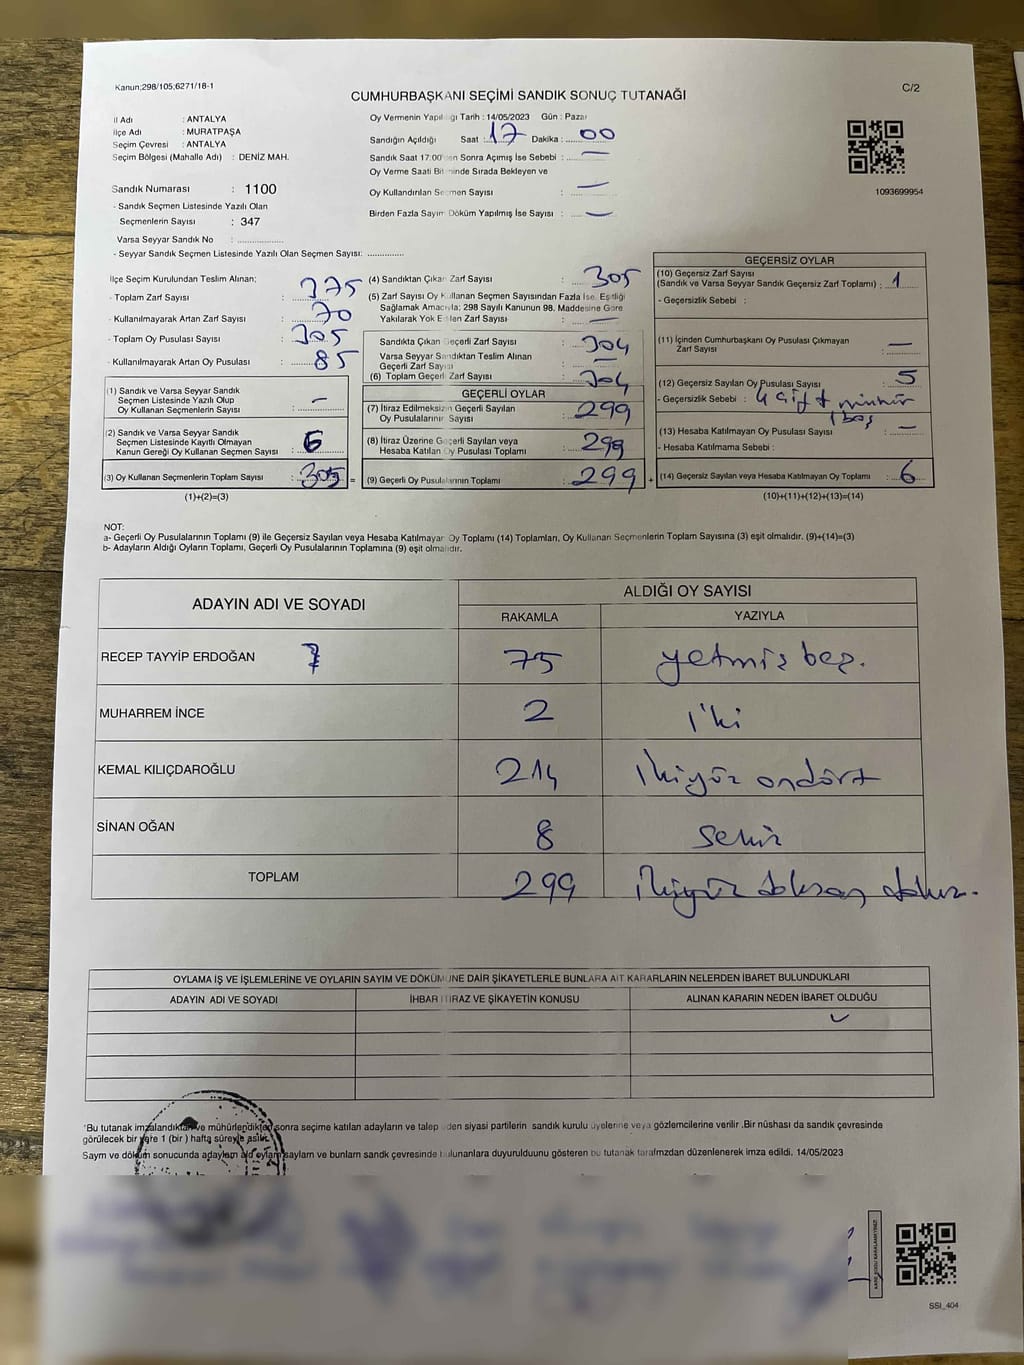 Kanun;298/105;6271/18-1
C/2
CUMHURBAŞKANI SEÇİMİ SANDIK SONUÇ TUTANAĞI
İl Adı : ANTALYA
İlçe Adı : MURATPAŞA
Seçim Çevresi : ANTALYA
Seçim Bölgesi (Mahalle Adı) : DENİZ MAH.
Sandık Numarası : 1100
- Sandık Seçmen Listesinde Yazılı Olan
Seçmenlerin Sayısı : 347
Varsa Seyyar Sandık No : ..............
- Seyyar Sandık Seçmen Listesinde Yazılı Olan Seçmen Sayısı: ..............
Oy Vermenin Yapıldığı Tarih : 14/05/2023 Gün : Pazar
Sandığın Açıldığı Saat : 17 Dakika : 00
Sandık Saat 17:00'den Sonra Açımış İse Sebebi : —
Oy Verme Saati Bitiminde Sırada Bekleyen ve
Oy Kullandırılan Seçmen Sayısı : —
Birden Fazla Sayım Döküm Yapılmış İse Sayısı : —
1093699954
İlçe Seçim Kurulundan Teslim Alınan;
- Toplam Zarf Sayısı : 375
- Kullanılmayarak Artan Zarf Sayısı : 70
- Toplam Oy Pusulası Sayısı : 305
- Kullanılmayarak Artan Oy Pusulası : 85
(1) Sandık ve Varsa Seyyar Sandık
Seçmen Listesinde Yazılı Olup
Oy Kullanan Seçmenlerin Sayısı : —
(2) Sandık ve Varsa Seyyar Sandık
Seçmen Listesinde Kayıtlı Olmayan
Kanun Gereği Oy Kullanan Seçmen Sayısı : 6
(3) Oy Kullanan Seçmenlerin Toplam Sayısı : 305 =
(1)+(2)=(3)
(4) Sandıktan Çıkan Zarf Sayısı : 305
(5) Zarf Sayısı Oy Kullanan Seçmen Sayısından Fazla İse, Eşitliği
Sağlamak Amacıyla; 298 Sayılı Kanunun 98. Maddesine Göre
Yakılarak Yok Edilen Zarf Sayısı : —
Sandıkta Çıkan Geçerli Zarf Sayısı : 304
Varsa Seyyar Sandıktan Teslim Alınan
Geçerli Zarf Sayısı : —
(6) Toplam Geçerli Zarf Sayısı : 304
GEÇERLİ OYLAR
(7) İtiraz Edilmeksizin Geçerli Sayılan
Oy Pusulalarının Sayısı : 299
(8) İtiraz Üzerine Geçerli Sayılan veya
Hesaba Katılan Oy Pusulası Toplamı : 299
(9) Geçerli Oy Pusulalarının Toplamı : 299 +
GEÇERSİZ OYLAR
(10) Geçersiz Zarf Sayısı
(Sandık ve Varsa Seyyar Sandık Geçersiz Zarf Toplamı) : 1
- Geçersizlik Sebebi :
(11) İçinden Cumhurbaşkanı Oy Pusulası Çıkmayan
Zarf Sayısı : —
(12) Geçersiz Sayılan Oy Pusulası Sayısı : 5
- Geçersizlik Sebebi : 4 çift mühür
1 boş
(13) Hesaba Katılmayan Oy Pusulası Sayısı : —
- Hesaba Katılmama Sebebi :
(14) Geçersiz Sayılan veya Hesaba Katılmayan Oy Toplamı : 6
(10)+(11)+(12)+(13)=(14)
NOT:
a- Geçerli Oy Pusulalarının Toplamı (9) ile Geçersiz Sayılan veya Hesaba Katılmayan Oy Toplamı (14) Toplamları, Oy Kullanan Seçmenlerin Toplam Sayısına (3) eşit olmalıdır. (9)+(14)=(3)
b- Adayların Aldığı Oyların Toplamı, Geçerli Oy Pusulalarının Toplamına (9) eşit olmalıdır.
ADAYIN ADI VE SOYADI
ALDIĞI OY SAYISI
RAKAMLA YAZIYLA
RECEP TAYYİP ERDOĞAN 75 yetmiş beş.
MUHARREM İNCE 2 iki
KEMAL KILIÇDAROĞLU 214 ikiyüz ondört
SİNAN OĞAN 8 sekiz
TOPLAM 299 ikiyüz doksan dokuz.
OYLAMA İŞ VE İŞLEMLERİNE VE OYLARIN SAYIM VE DÖKÜMÜNE DAİR ŞİKAYETLERLE BUNLARA AİT KARARLARIN NELERDEN İBARET BULUNDUKLARI
ADAYIN ADI VE SOYADI İHBAR İTİRAZ VE ŞİKAYETİN KONUSU ALINAN KARARIN NEDEN İBARET OLDUĞU
*Bu tutanak imzalandıktan ve mühürlendikten sonra seçime katılan adayların ve talep eden siyasi partilerin sandık kurulu üyelerine veya gözlemcilerine verilir .Bir nüshası da sandık çevresinde
görülecek bir yere 1 (bir ) hafta süreyle asılır.
Sayım ve döküm sonucunda adayların oyların ve bunların sandık çevresinde bulunanlara duyurulduunu gösteren bu tutanak tarafımızdan düzenlenerek imza edildi. 14/05/2023
SSI_404